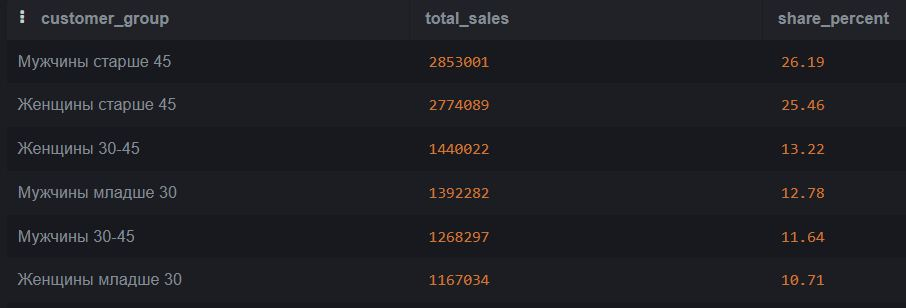 customer_group total_sales share_percent
Мужчины старше 45 2853001 26.19
Женщины старше 45 2774089 25.46
Женщины 30-45 1440022 13.22
Мужчины младше 30 1392282 12.78
Мужчины 30-45 1268297 11.64
Женщины младше 30 1167034 10.71